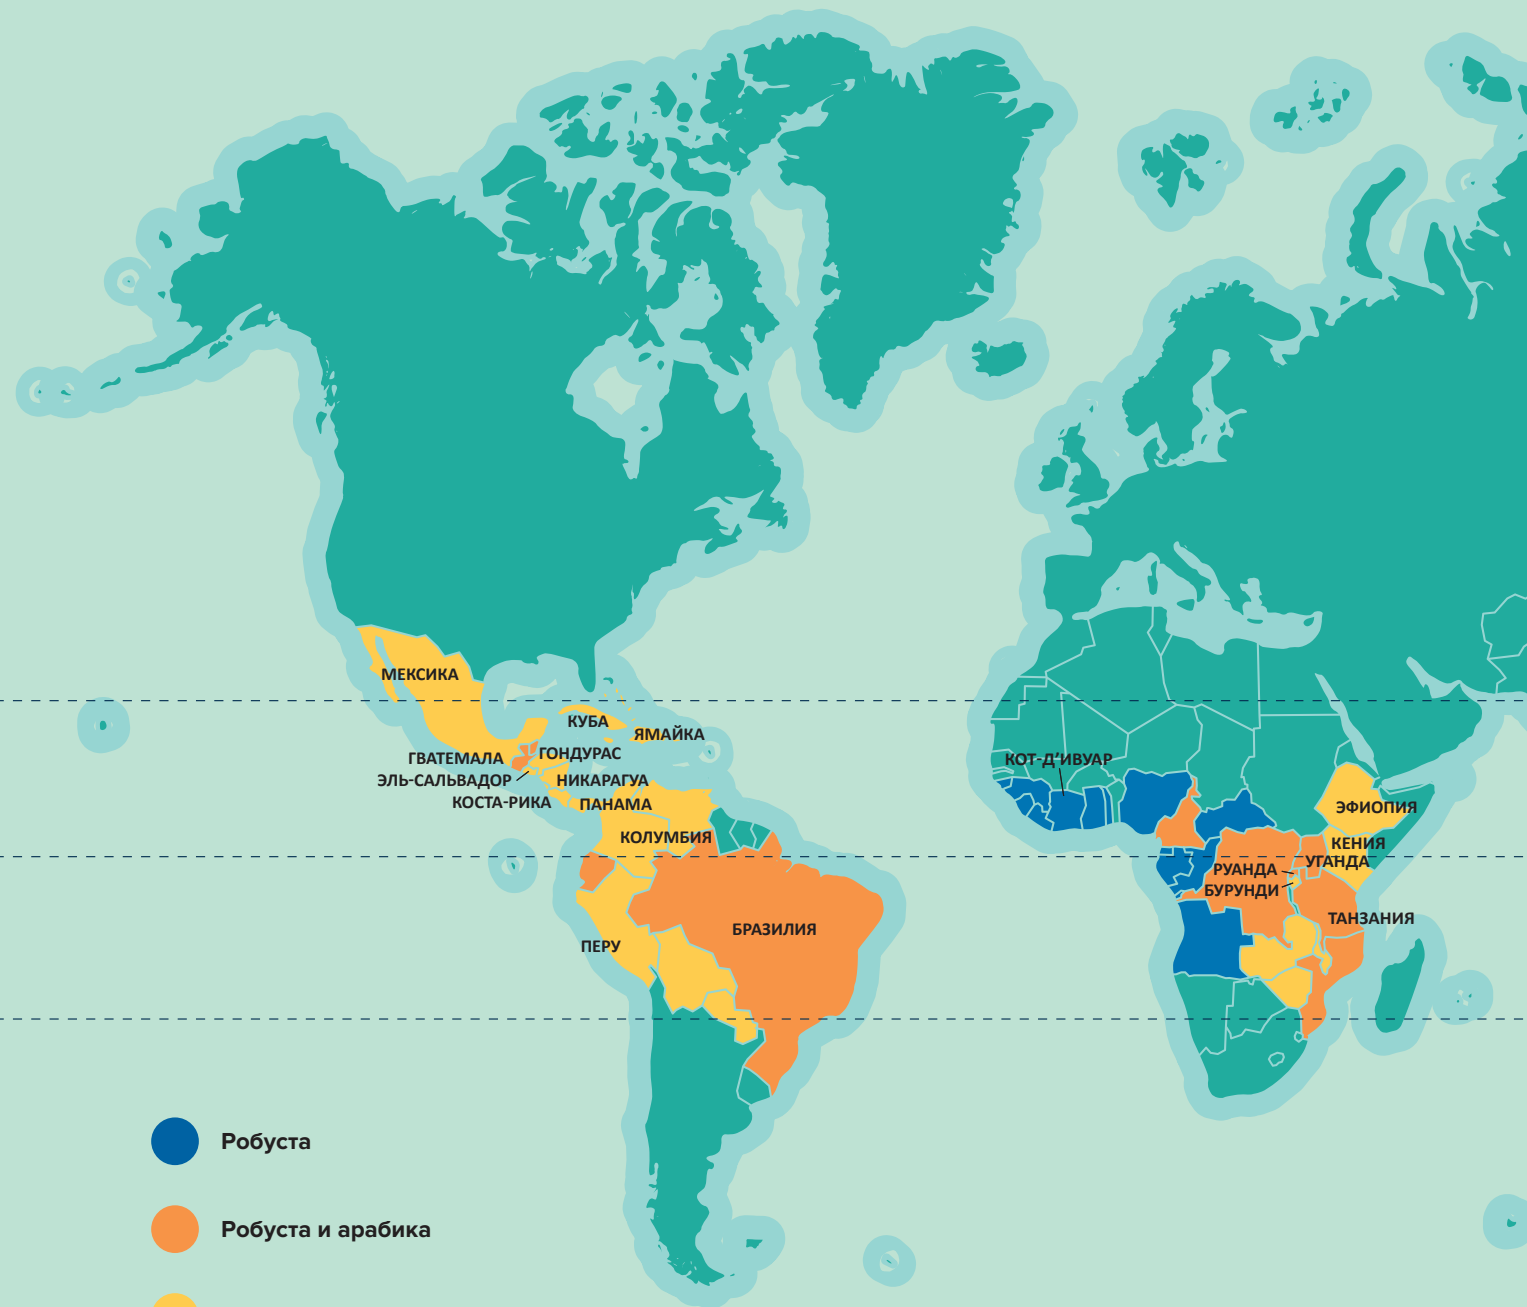 МЕКСИКА
КУБА
ЯМАЙКА
ГВАТЕМАЛА
ГОНДУРАС
ЭЛЬ-САЛЬВАДОР
НИКАРАГУА
КОСТА-РИКА
ПАНАМА
КОЛУМБИЯ
ПЕРУ
БРАЗИЛИЯ
КОТ-Д’ИВУАР
ЭФИОПИЯ
КЕНИЯ
УГАНДА
РУАНДА
БУРУНДИ
ТАНЗАНИЯ
Робуста
Робуста и арабика